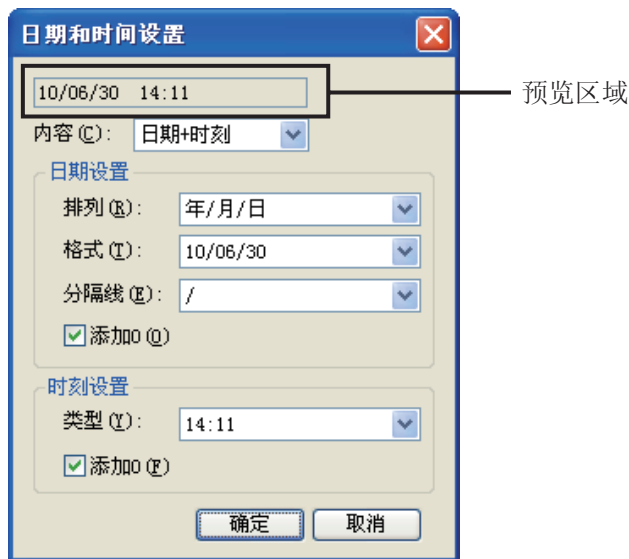 日期和时间设置
10/06/30 14:11
预览区域
内容(C): 日期+时刻
日期设置
排列(R): 年/月/日
格式(T): 10/06/30
分隔线(E): /
添加0(O)
时刻设置
类型(Y): 14:11
添加0(F)
确定 取消